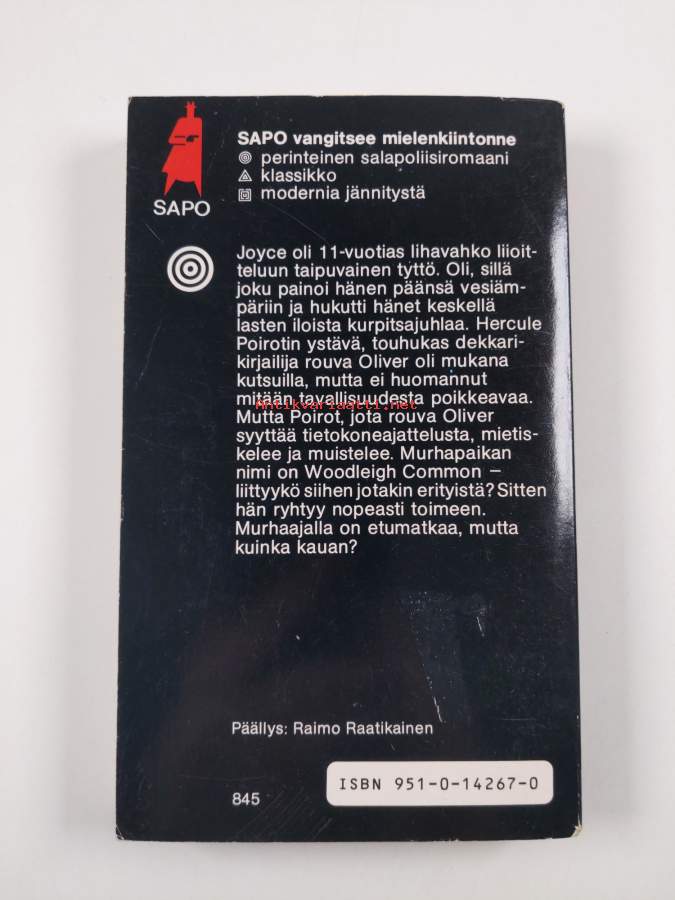 SAPO vangitsee mielenkiintonne
perinteinen salapoliisiromaani
klassikko
modernia jännitystä
SAPO
Joyce oli 11-vuotias lihavahko liioit-
teluun taipuvainen tyttö. Oli, sillä
joku painoi hänen päänsä vesiäm-
päriin ja hukutti hänet keskellä
lasten iloista kurpitsajuhlaa. Hercule
Poirotin ystävä, touhukas dekkari-
kirjailija rouva Oliver oli mukana
kutsuilla, mutta ei huomannut
mitään tavallisuudesta poikkeavaa.
Antikvariaatti.net
Mutta Poirot, jota rouva Oliver
syyttää tietokoneajattelusta, mietis-
kelee ja muistelee. Murhapaikan
nimi on Woodleigh Common –
liittyykö siihen jotakin erityistä? Sitten
hän ryhtyy nopeasti toimeen.
Murhaajalla on etumatkaa, mutta
kuinka kauan?
Päällys: Raimo Raatikainen
845
ISBN 951-0-14267-0